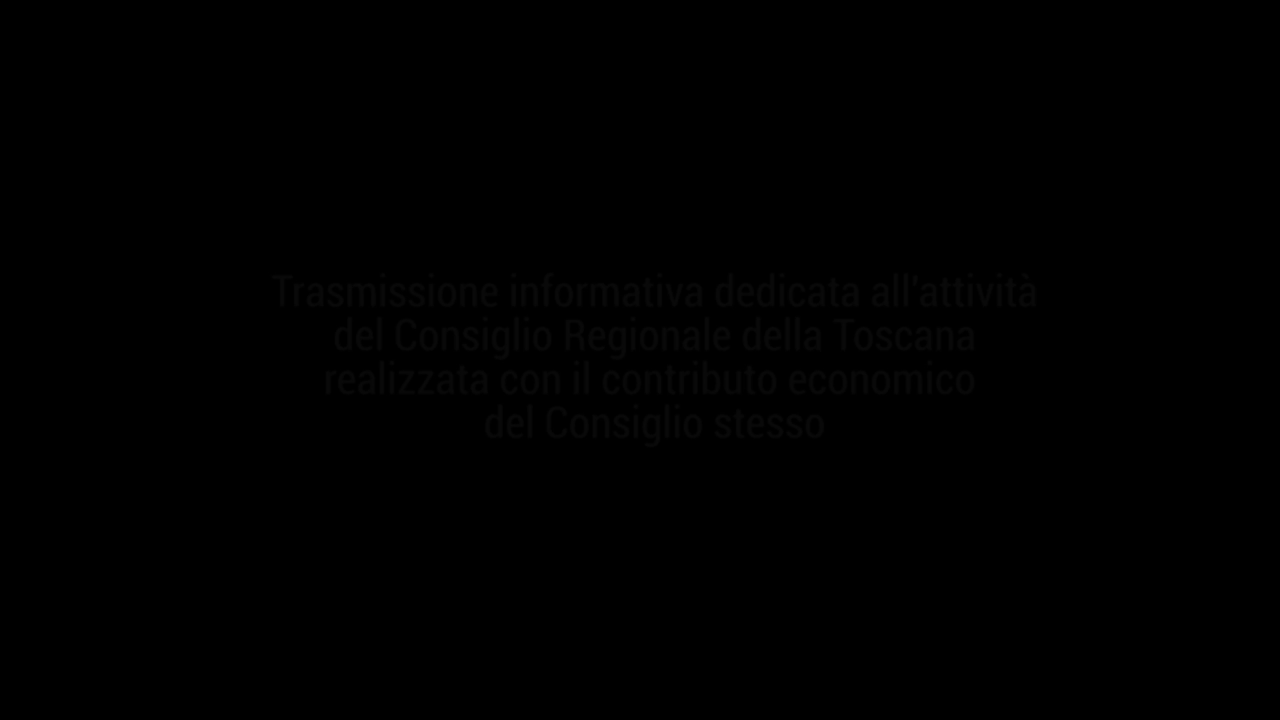 Trasmissione informativa dedicata all'attività
del Consiglio Regionale della Toscana
realizzata con il contributo economico
del Consiglio stesso